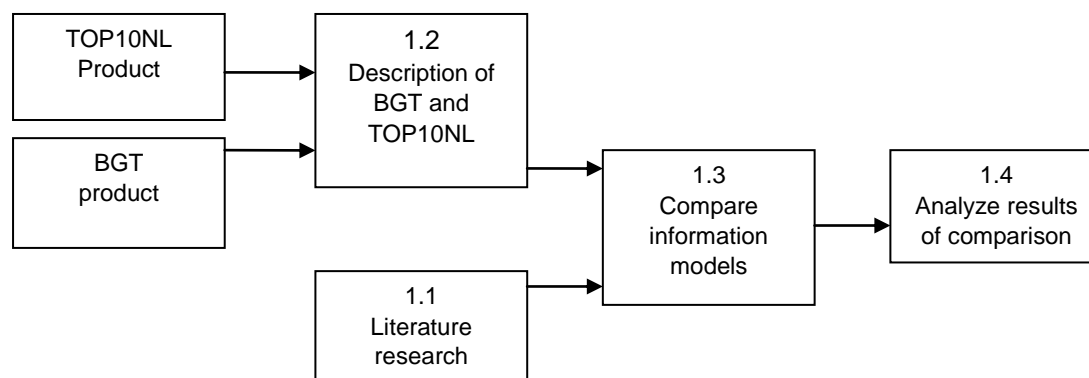 TOP10NL
Product
BGT
product
1.2
Description of
BGT and
TOP10NL
1.1
Literature
research
1.3
Compare
information
models
1.4
Analyze results
of comparison